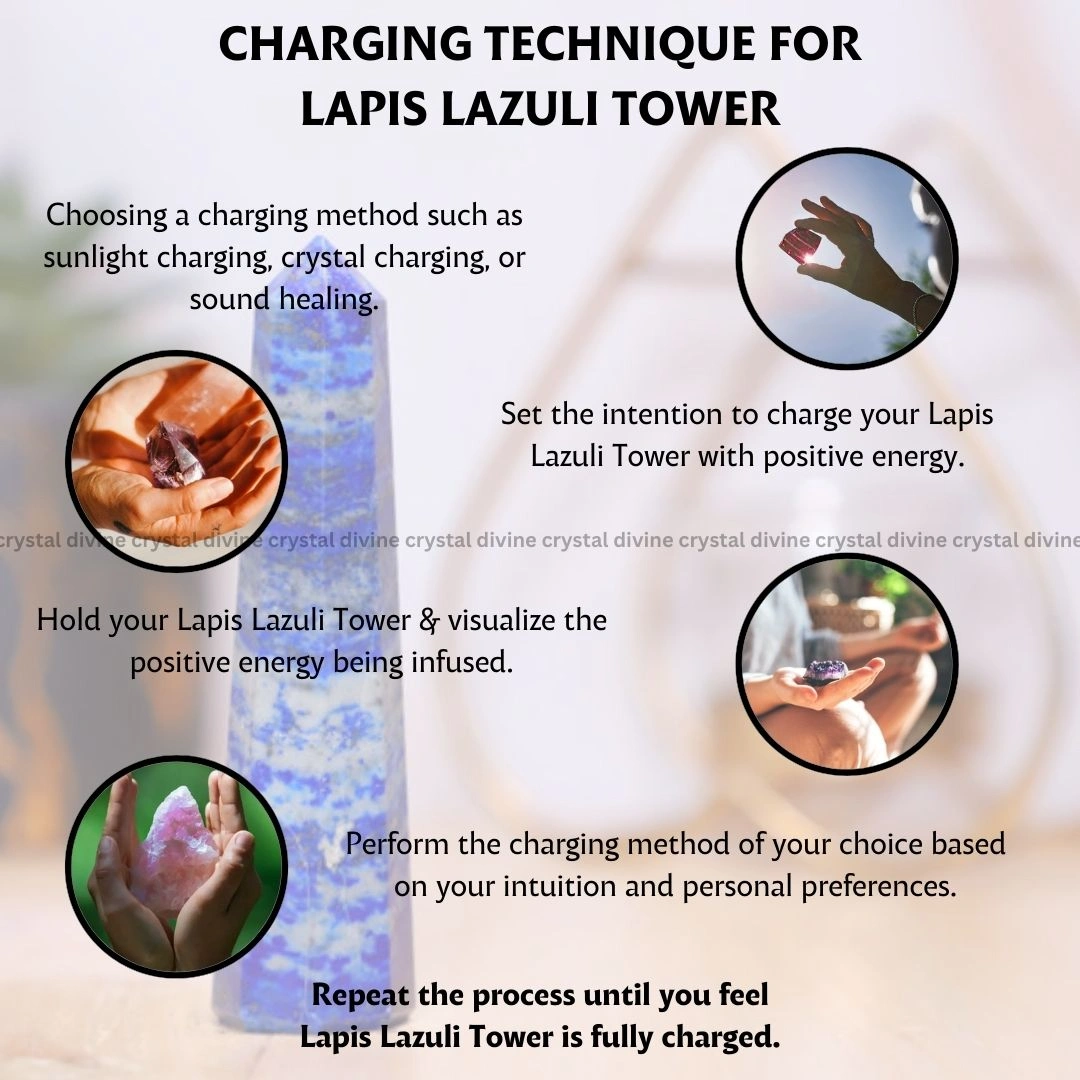 CHARGING TECHNIQUE FOR
LAPIS LAZULI TOWER
Choosing a charging method such as
sunlight charging, crystal charging, or
sound healing.
Set the intention to charge your Lapis
Lazuli Tower with positive energy.
crystal divine crystal divine crystal divine crystal divine crystal divine crystal divine crystal divine crystal divine
Hold your Lapis Lazuli Tower & visualize the
positive energy being infused.
Perform the charging method of your choice based
on your intuition and personal preferences.
Repeat the process until you feel
Lapis Lazuli Tower is fully charged.